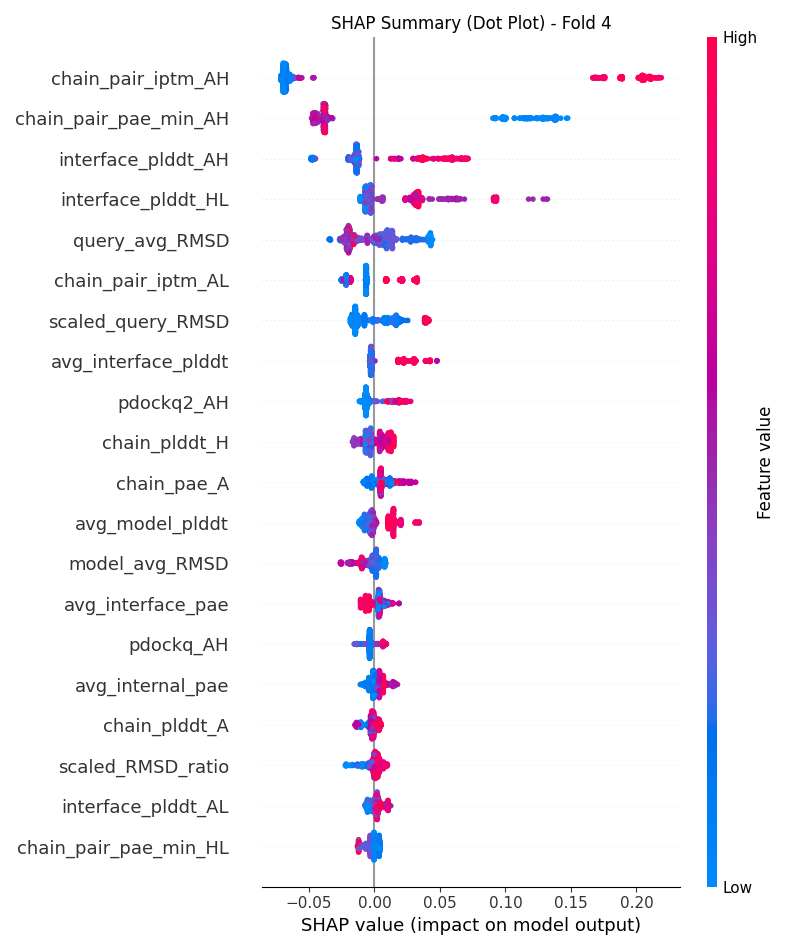 SHAP Summary (Dot Plot) - Fold 4
High
chain_pair_iptm_AH
chain_pair_pae_min_AH
interface_plddt_AH
interface_plddt_HL
query_avg_RMSD
chain_pair_iptm_AL
scaled_query_RMSD
avg_interface_plddt
pdockq2_AH
chain_plddt_H
chain_pae_A
avg_model_plddt
model_avg_RMSD
avg_interface_pae
pdockq_AH
avg_internal_pae
chain_plddt_A
scaled_RMSD_ratio
interface_plddt_AL
chain_pair_pae_min_HL
Feature value
Low
−0.05 0.00 0.05 0.10 0.15 0.20
SHAP value (impact on model output)